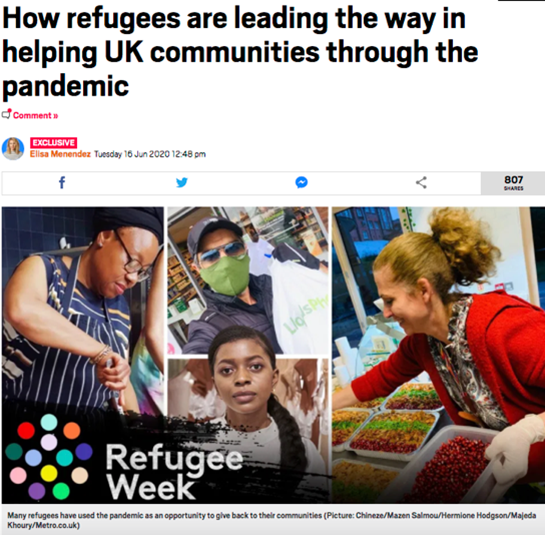 How refugees are leading the way in
helping UK communities through the
pandemic
Comment »
EXCLUSIVE
Elisa Menendez Tuesday 16 Jun 2020 12:48 pm
807
SHARES
Refugee
Week
Many refugees have used the pandemic as an opportunity to give back to their communities (Picture: Chineze/Mazen Salmou/Hermione Hodgson/Majeda
Khoury/Metro.co.uk)